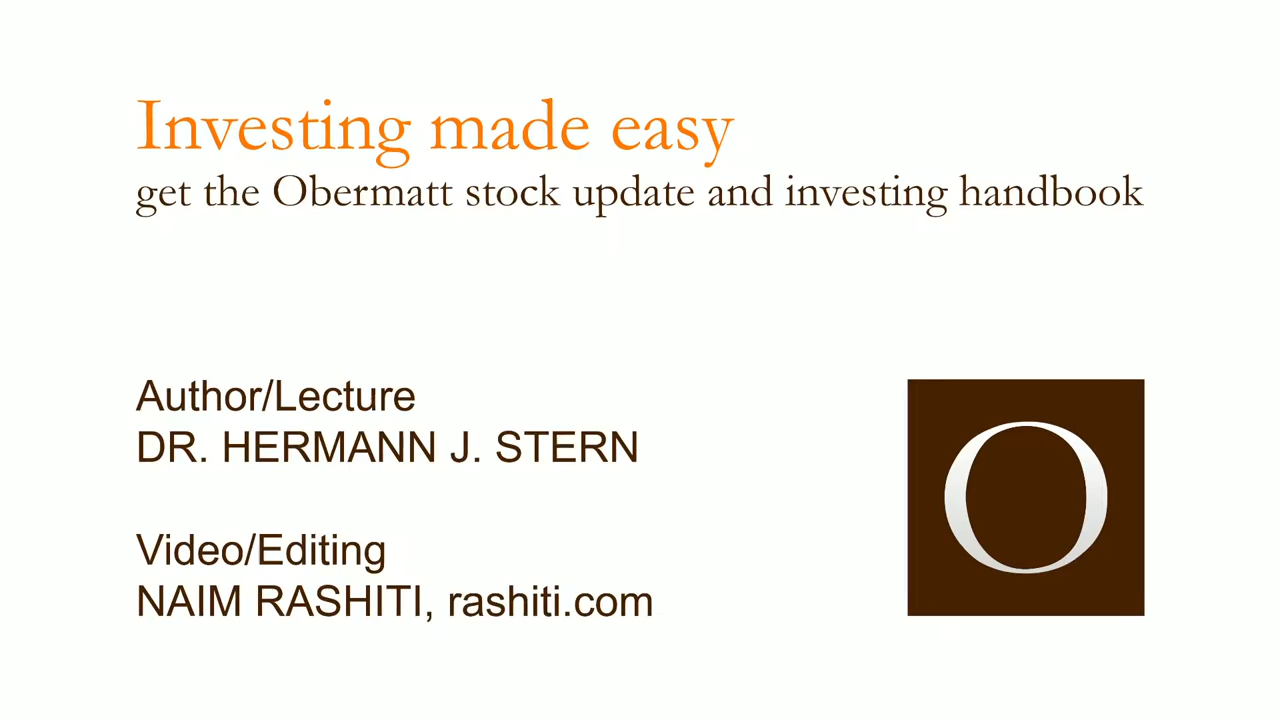 Investing made easy
get the Obermatt stock update and investing handbook
Author/Lecture
DR. HERMANN J. STERN
O
Video/Editing
NAIM RASHITI, rashiti.com